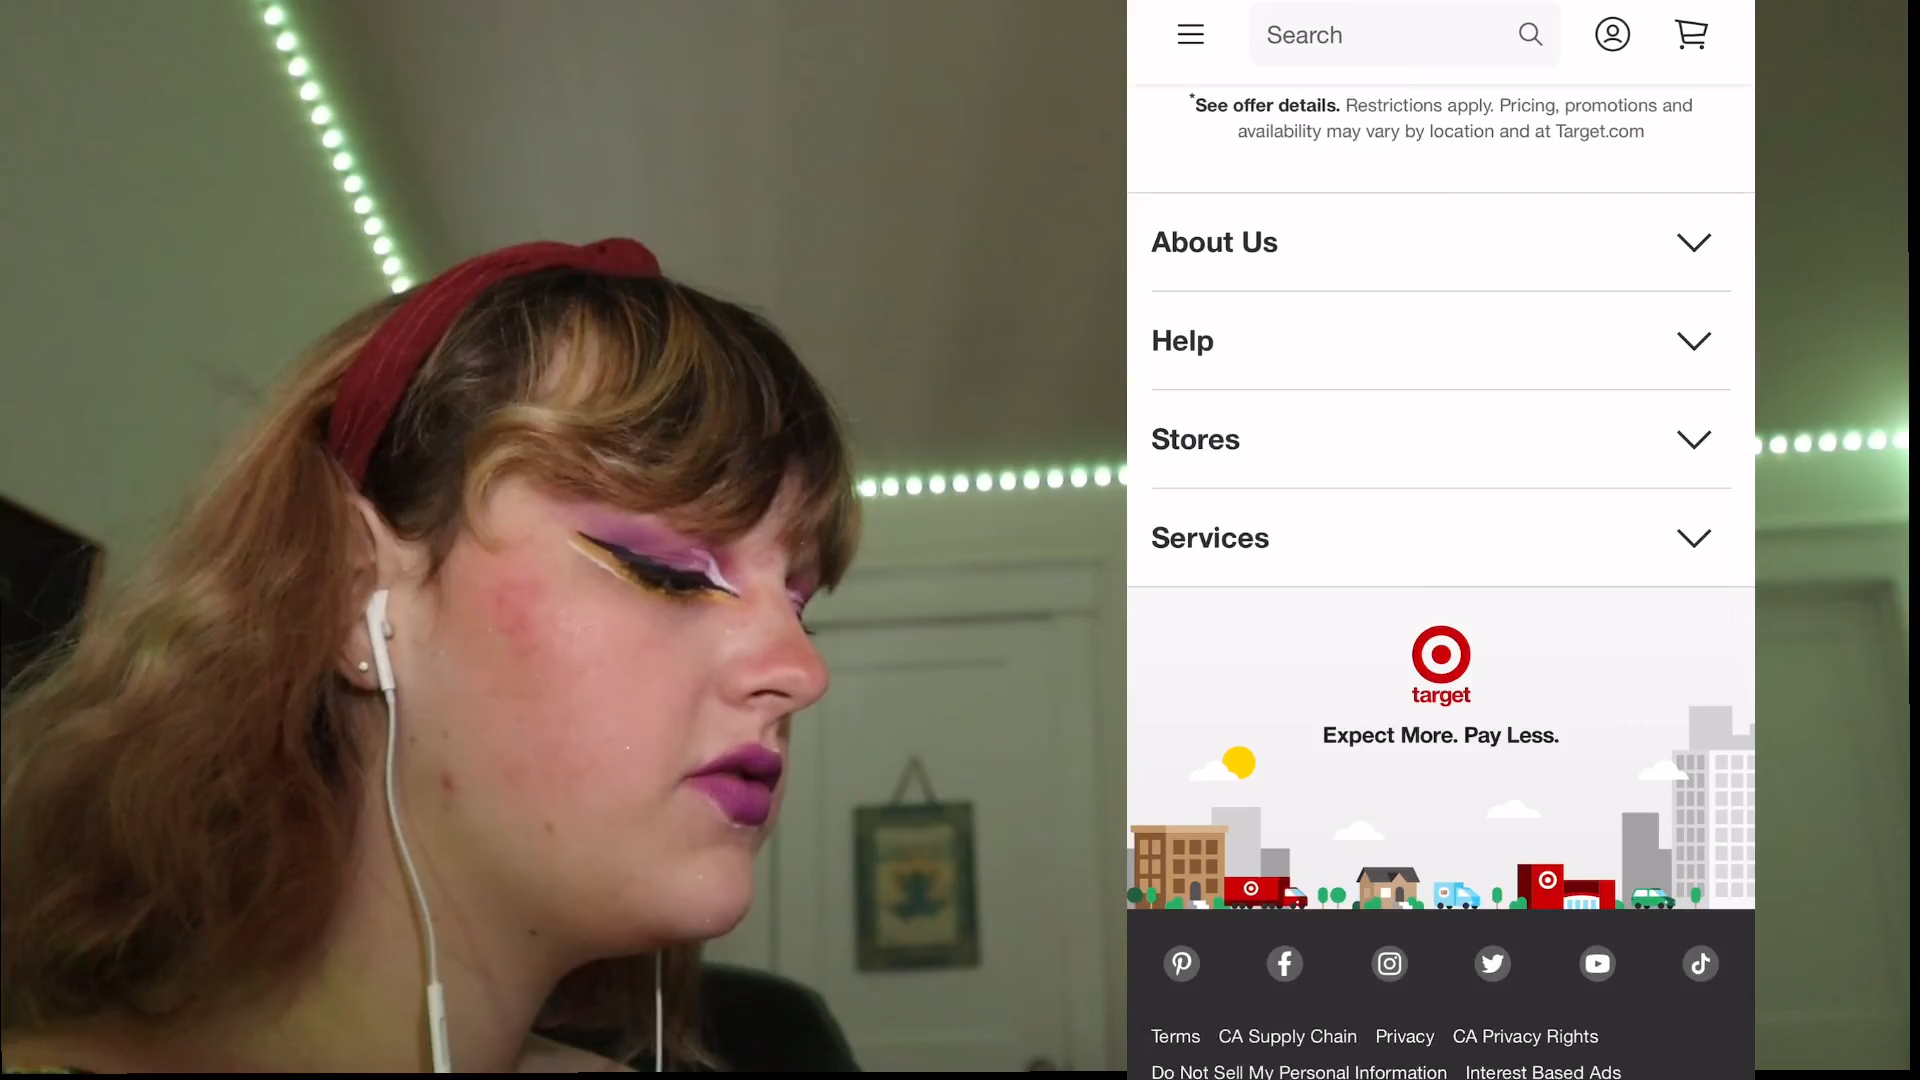 Search
*See offer details. Restrictions apply. Pricing, promotions and
availability may vary by location and at Target.com
About Us
Help
Stores
Services
target
Expect More. Pay Less.
Terms CA Supply Chain Privacy CA Privacy Rights
Do Not Sell My Personal Information Interest Based Ads